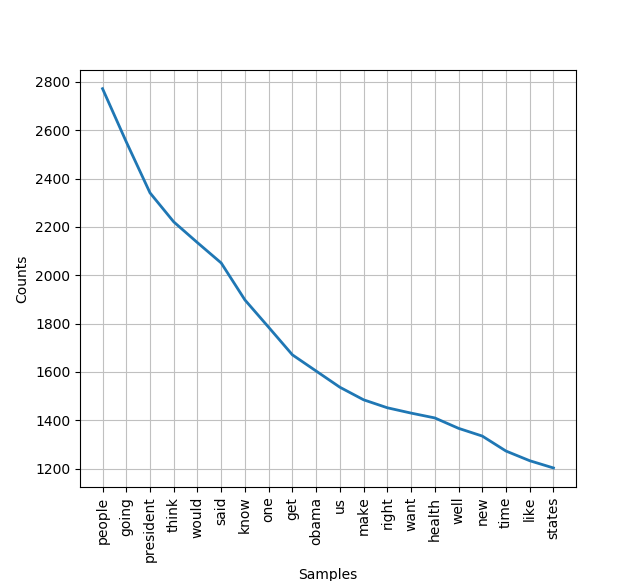 2800
2600
2400
2200
2000
1800
1600
1400
1200
Counts
people
going
president
think
would
said
know
one
get
obama
us
make
right
want
health
well
new
time
like
states
Samples